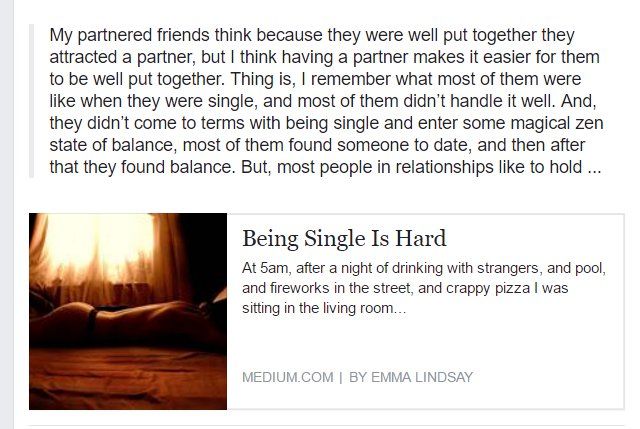 My partnered friends think because they were well put together they
attracted a partner, but I think having a partner makes it easier for them
to be well put together. Thing is, I remember what most of them were
like when they were single, and most of them didn’t handle it well. And,
they didn’t come to terms with being single and enter some magical zen
state of balance, most of them found someone to date, and then after
that they found balance. But, most people in relationships like to hold ...
Being Single Is Hard
At 5am, after a night of drinking with strangers, and pool,
and fireworks in the street, and crappy pizza I was
sitting in the living room…
MEDIUM.COM | BY EMMA LINDSAY